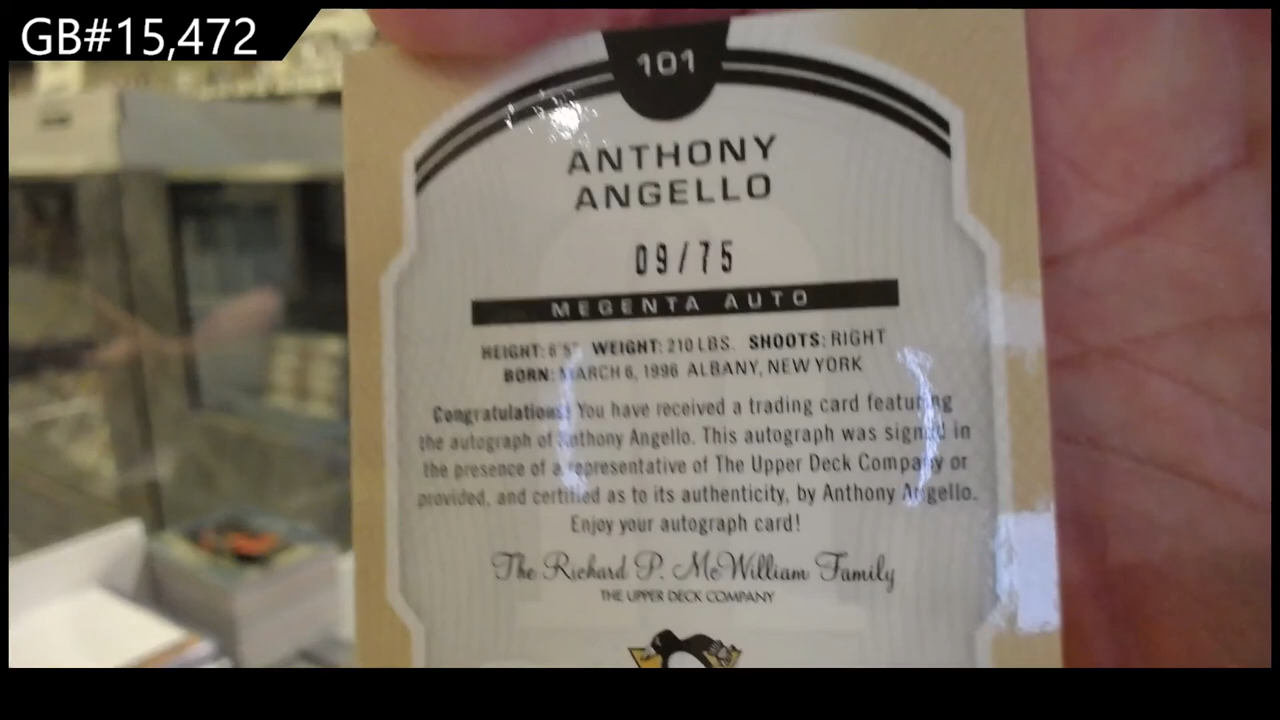 GB#15,472
101
ANTHONY
ANGELLO
09/75
MEGENTA AUTO
HEIGHT: 6'5" WEIGHT: 210 LBS. SHOOTS: RIGHT
BORN: MARCH 6, 1996 ALBANY, NEW YORK
Congratulations! You have received a trading card featuring
the autograph of Anthony Angello. This autograph was signed in
the presence of a representative of The Upper Deck Company or
provided, and certified as to its authenticity, by Anthony Angello.
Enjoy your autograph card!
The Richard P. McWilliam Family
THE UPPER DECK COMPANY